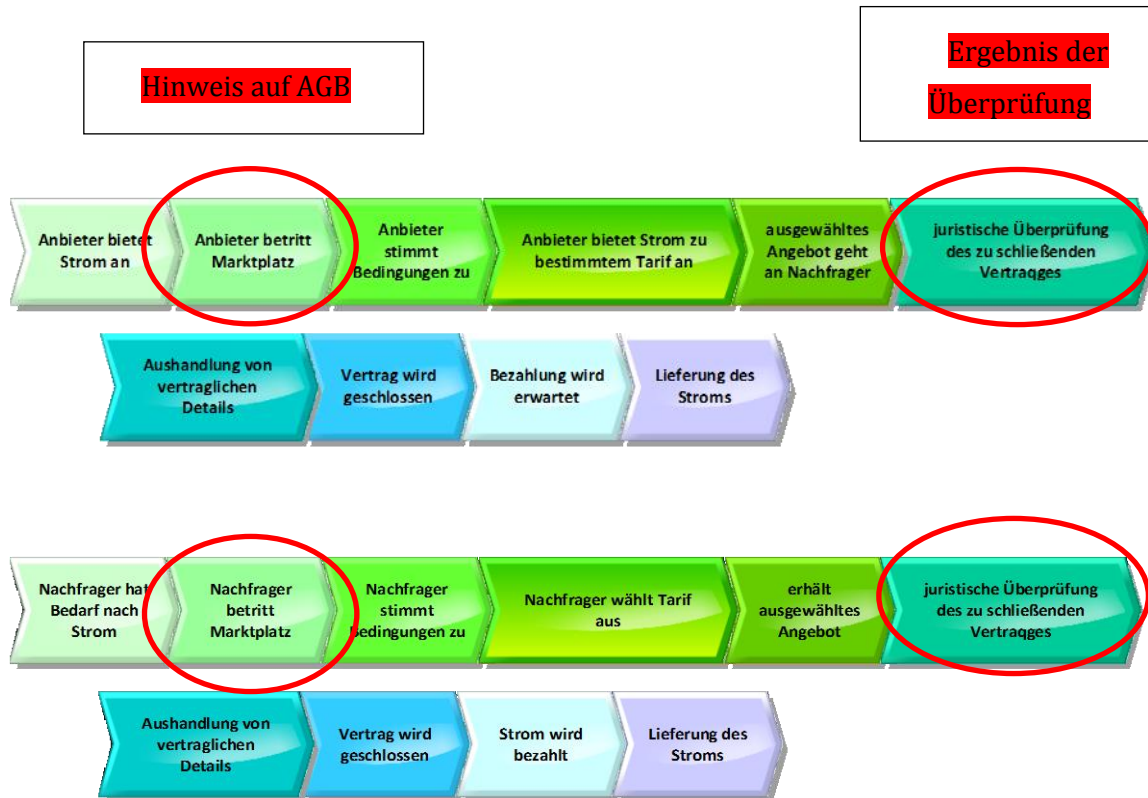 Hinweis auf AGB
Ergebnis der
Überprüfung
Anbieter bietet
Strom an
Anbieter betritt
Marktplatz
Anbieter
stimmt
Bedingungen zu
Anbieter bietet Strom zu
bestimmtem Tarif an
ausgewähltes
Angebot geht
an Nachfrager
juristische Überprüfung
des zu schließenden
Vertraqges
Aushandlung von
vertraglichen
Details
Vertrag wird
geschlossen
Bezahlung wird
erwartet
Lieferung des
Stroms
Nachfrager hat
Bedarf nach
Strom
Nachfrager
betritt
Marktplatz
Nachfrager
stimmt
Bedingungen zu
Nachfrager wählt Tarif
aus
erhält
ausgewähltes
Angebot
juristische Überprüfung
des zu schließenden
Vertraqges
Aushandlung von
vertraglichen
Details
Vertrag wird
geschlossen
Strom wird
bezahlt
Lieferung des
Stroms